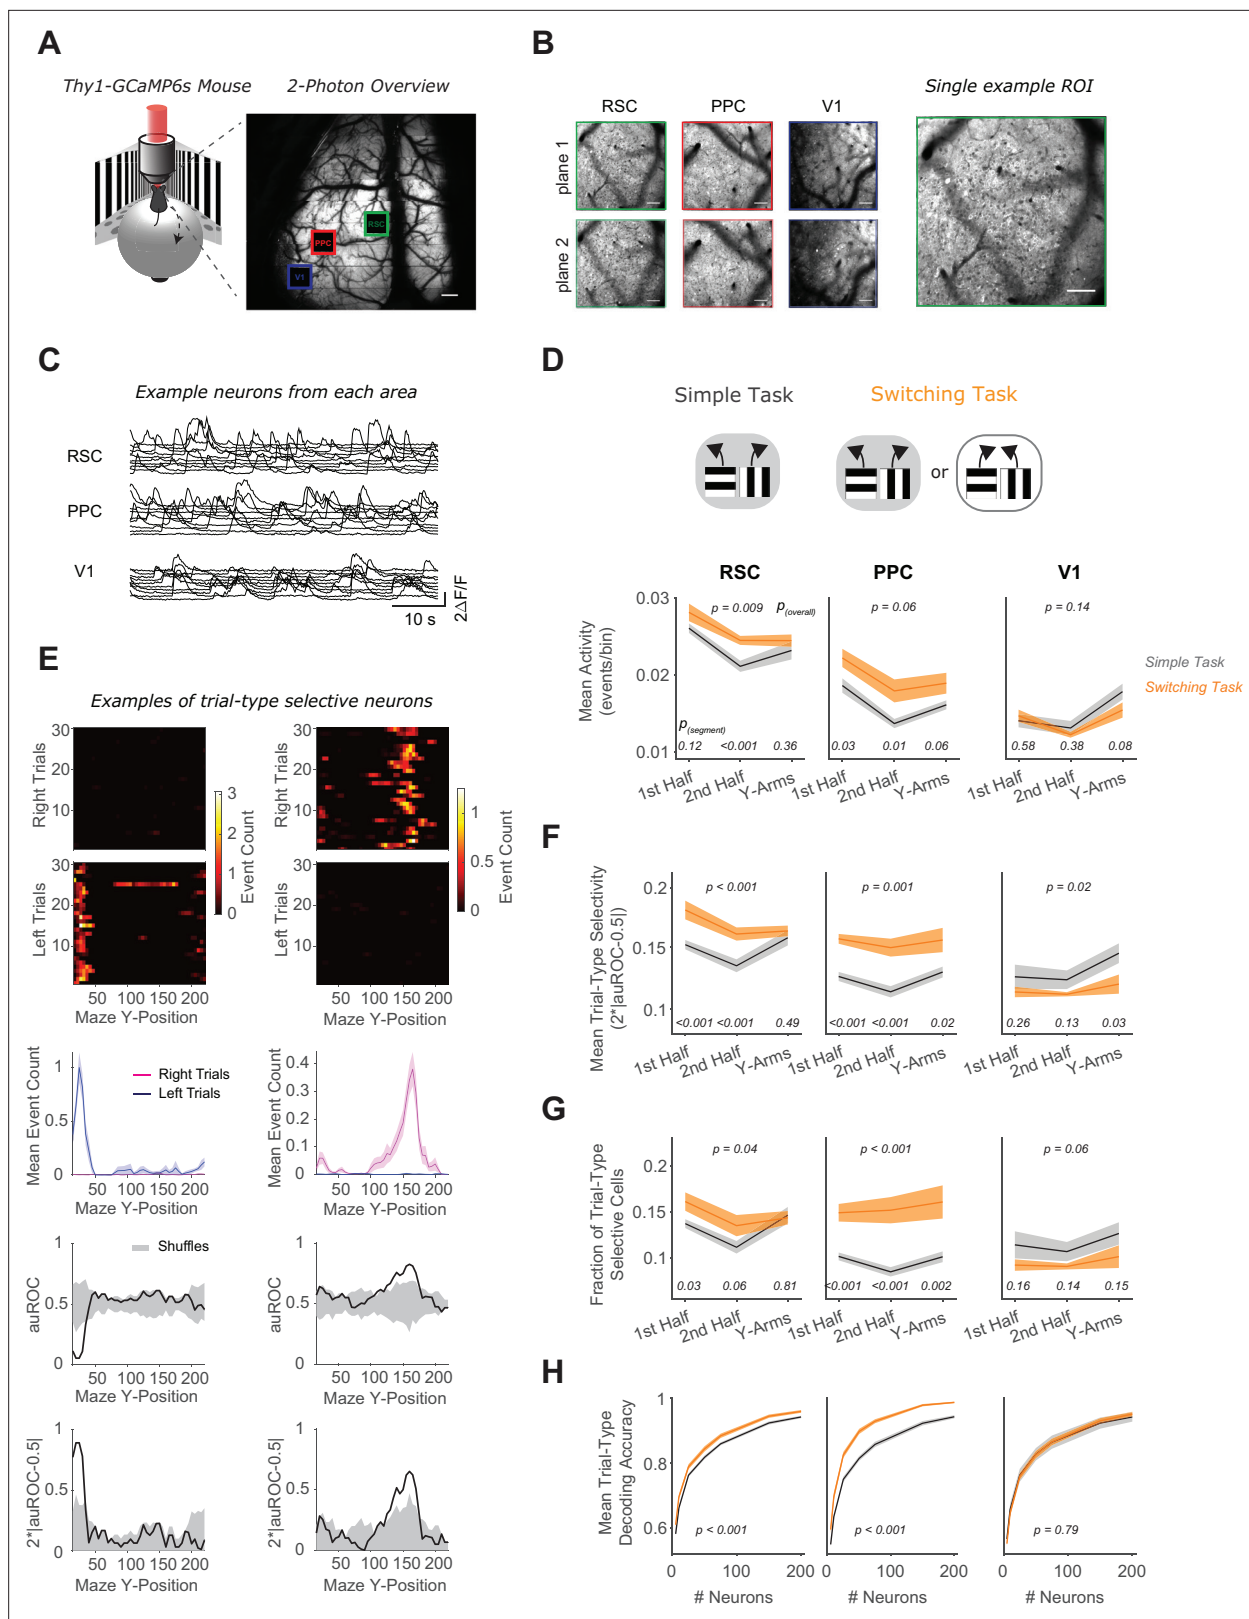 A
Thy1-GCaMP6s Mouse
2-Photon Overview
RSC
PPC
V1
B
RSC
PPC
V1
Single example ROI
plane 1
plane 2
C
Example neurons from each area
RSC
PPC
V1
10 s
2ΔF/F
D
Simple Task
Switching Task
or
RSC
PPC
V1
Mean Activity
(events/bin)
0.03
0.02
0.01
p = 0.009
p(overall)
p = 0.06
p = 0.14
Simple Task
Switching Task
p(segment)
0.12
<0.001
0.36
0.03
0.01
0.06
0.58
0.38
0.08
1st Half
2nd Half
Y-Arms
1st Half
2nd Half
Y-Arms
1st Half
2nd Half
Y-Arms
E
Examples of trial-type selective neurons
Right Trials
30
20
10
Left Trials
30
20
10
50
100
150
200
Maze Y-Position
3
2
1
0
Event Count
Right Trials
30
20
10
Left Trials
30
20
10
50
100
150
200
Maze Y-Position
1
0.5
0
Event Count
Mean Event Count
1
0.5
0
Right Trials
Left Trials
50
100
150
200
Maze Y-Position
Mean Event Count
0.4
0.3
0.2
0.1
0
50
100
150
200
Maze Y-Position
auROC
1
0.5
0
Shuffles
50
100
150
200
Maze Y-Position
auROC
1
0.5
0
50
100
150
200
Maze Y-Position
2*|auROC-0.5|
1
0.5
0
50
100
150
200
Maze Y-Position
2*|auROC-0.5|
1
0.5
0
50
100
150
200
Maze Y-Position
F
Mean Trial-Type Selectivity
(2*|auROC-0.5|)
0.2
0.15
0.1
p < 0.001
p = 0.001
p = 0.02
<0.001
<0.001
0.49
<0.001
<0.001
0.02
0.26
0.13
0.03
1st Half
2nd Half
Y-Arms
1st Half
2nd Half
Y-Arms
1st Half
2nd Half
Y-Arms
G
Fraction of Trial-Type
Selective Cells
0.2
0.15
0.1
p = 0.04
p < 0.001
p = 0.06
0.03
0.06
0.81
<0.001
<0.001
0.002
0.16
0.14
0.15
1st Half
2nd Half
Y-Arms
1st Half
2nd Half
Y-Arms
1st Half
2nd Half
Y-Arms
H
Mean Trial-Type
Decoding Accuracy
1
0.8
0.6
p < 0.001
p < 0.001
p = 0.79
0
100
200
# Neurons
0
100
200
# Neurons
0
100
200
# Neurons